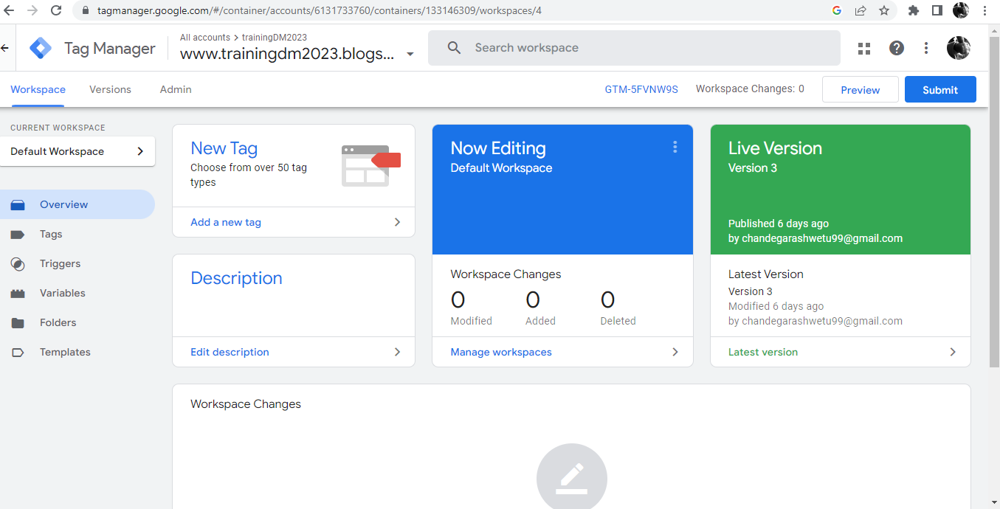 tagmanager.google.com/#/container/accounts/6131733760/containers/133146309/workspaces/4
Tag Manager
All accounts > trainingDM2023
www.trainingdm2023.blogs...
Search workspace
Workspace
Versions
Admin
GTM-5FVNW9S
Workspace Changes: 0
Preview
Submit
CURRENT WORKSPACE
Default Workspace
Overview
Tags
Triggers
Variables
Folders
Templates
New Tag
Choose from over 50 tag
types
Add a new tag
Description
Edit description
Now Editing
Default Workspace
Workspace Changes
0 0 0
Modified Added Deleted
Manage workspaces
Live Version
Version 3
Published 6 days ago
by chandegarashwetu99@gmail.com
Latest Version
Version 3
Modified 6 days ago
by chandegarashwetu99@gmail.com
Latest version
Workspace Changes